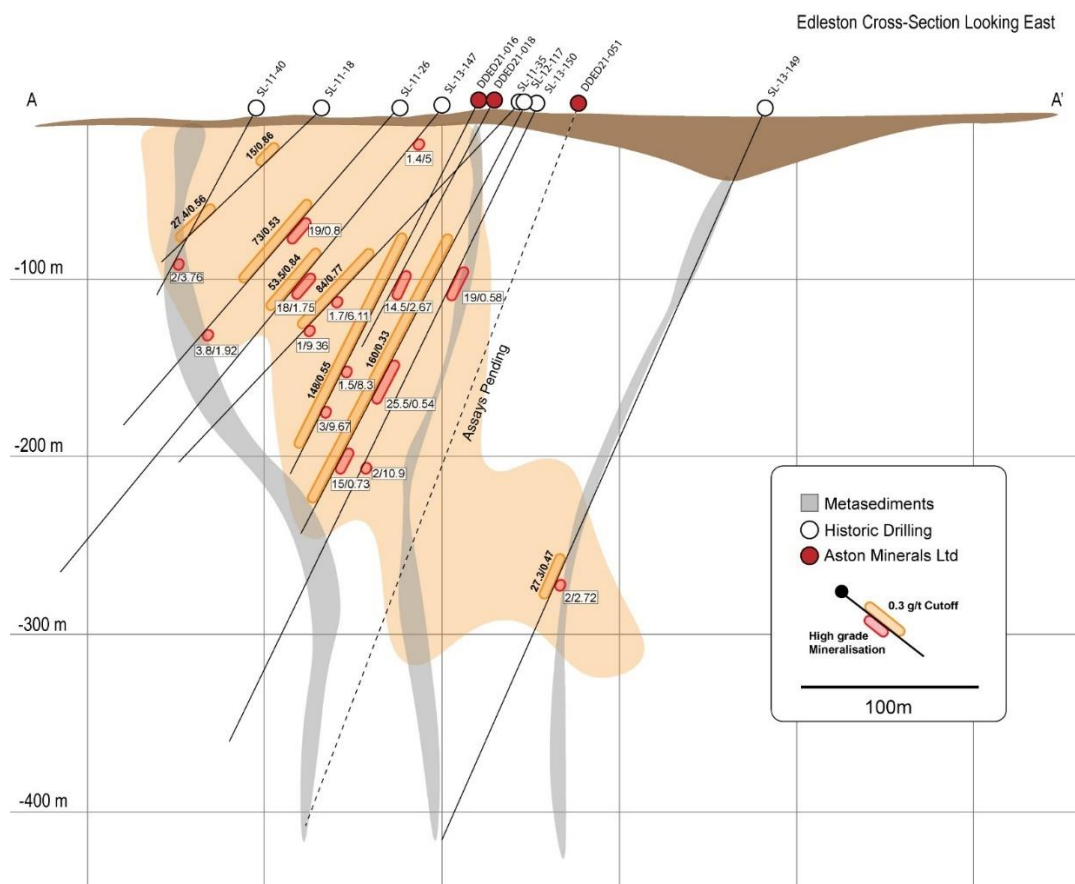 Edleston Cross-Section Looking East
A
SL-11-40
SL-11-18
SL-11-26
SL-13-147
DDED21-016
DDED21-018
SL-11-35
SL-12-117
SL-13-150
DDED21-051
SL-13-149
A'
15/0.86
1.4/5
27.4/0.56
73/0.53
19/0.8
2/3.76
-100 m
53.5/0.84
84/0.77
18/1.75
1.7/6.11
14.5/2.67
19/0.58
3.8/1.92
1/9.36
160/0.33
148/0.55
1.5/8.3
25.5/0.54
Assays Pending
3/9.67
-200 m
15/0.73
2/10.9
27.3/0.47
2/2.72
-300 m
-400 m
Metasediments
Historic Drilling
Aston Minerals Ltd
0.3 g/t Cutoff
High grade
Mineralisation
100m